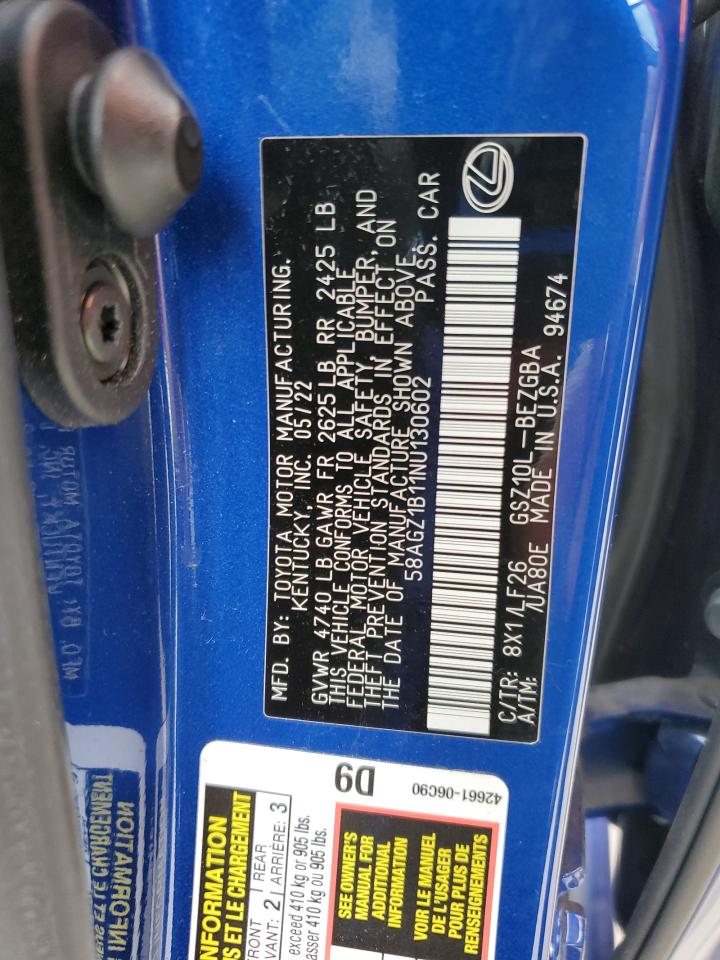 MFD. BY: TOYOTA MOTOR MANUFACTURING.
KENTUCKY, INC. 05/22
GVWR 4740 LB GAWR FR 2625 LB RR 2425 LB
THIS VEHICLE CONFORMS TO ALL APPLICABLE
FEDERAL MOTOR VEHICLE SAFETY, BUMPER, AND
THEFT PREVENTION STANDARDS IN EFFECT ON
THE DATE OF MANUFACTURE SHOWN ABOVE.
58AGZ1B11NU130602 PASS. CAR
C/TR: 8X1/LF26 GSZ10L-BEZGBA
A/TM: /UA80E MADE IN U.S.A. 94674
D9
42661-06C90
INFORMATION
ET LE CHARGEMENT
FRONT | REAR
AVANT: 2 | ARRIÈRE: 3
exceed 410 kg or 905 lbs.
410 kg ou 905 lbs.
SEE OWNER'S
MANUAL FOR
ADDITIONAL
INFORMATION
VOIR LE MANUEL
DE L'USAGER
POUR PLUS DE
RENSEIGNEMENTS